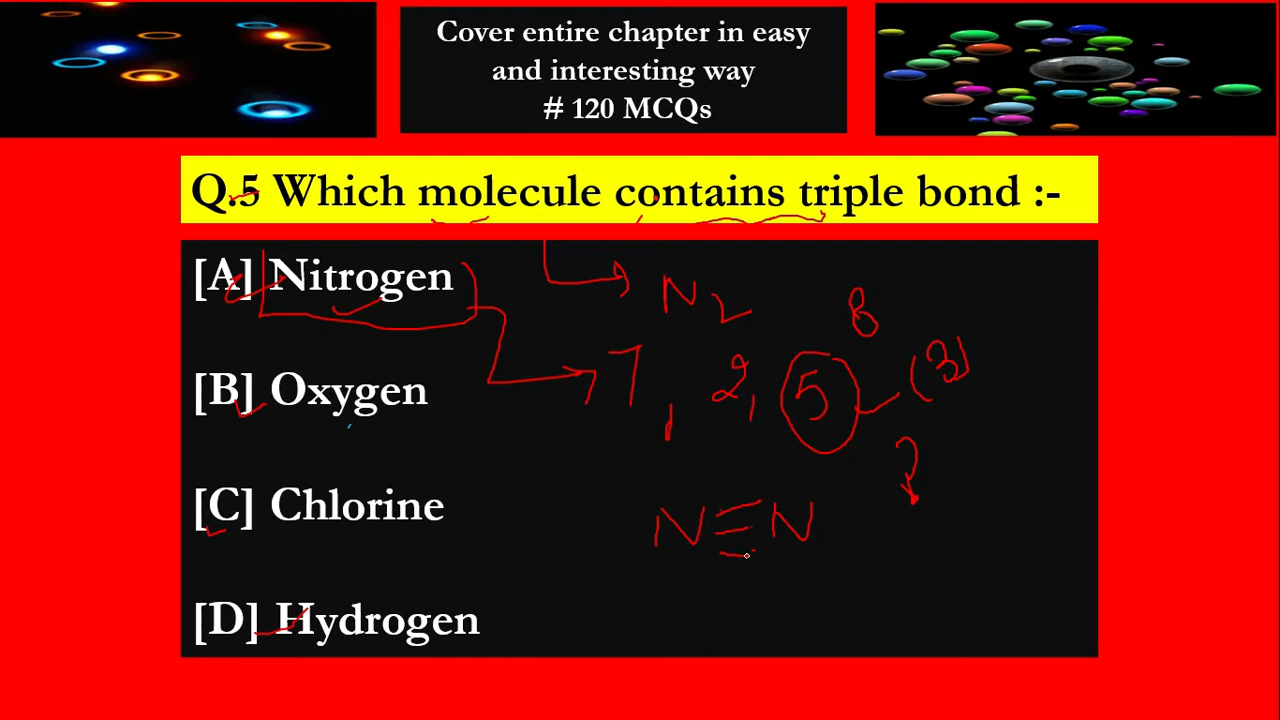 Cover entire chapter in easy
and interesting way
# 120 MCQs
Q.5 Which molecule contains triple bond :-
[A] Nitrogen
N2
8
7, 2, 5 (3)
[B] Oxygen
[C] Chlorine
N≡N
[D] Hydrogen